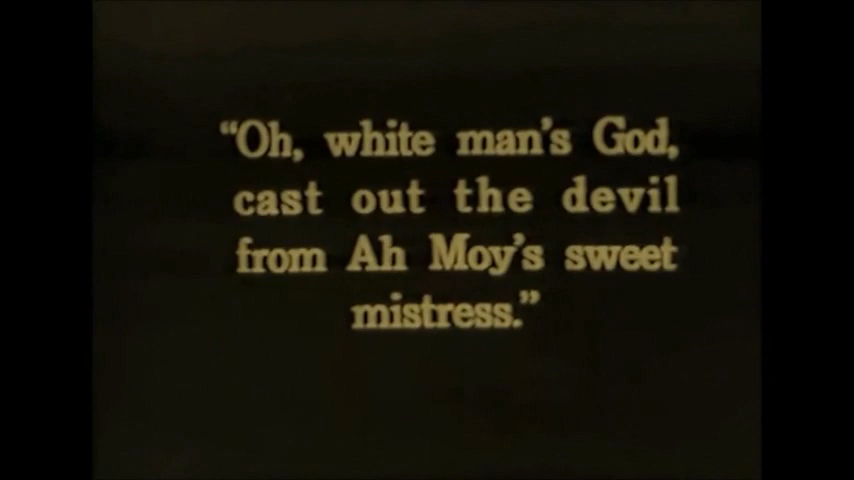 “Oh, white man’s God,
cast out the devil
from Ah Moy’s sweet
mistress.”